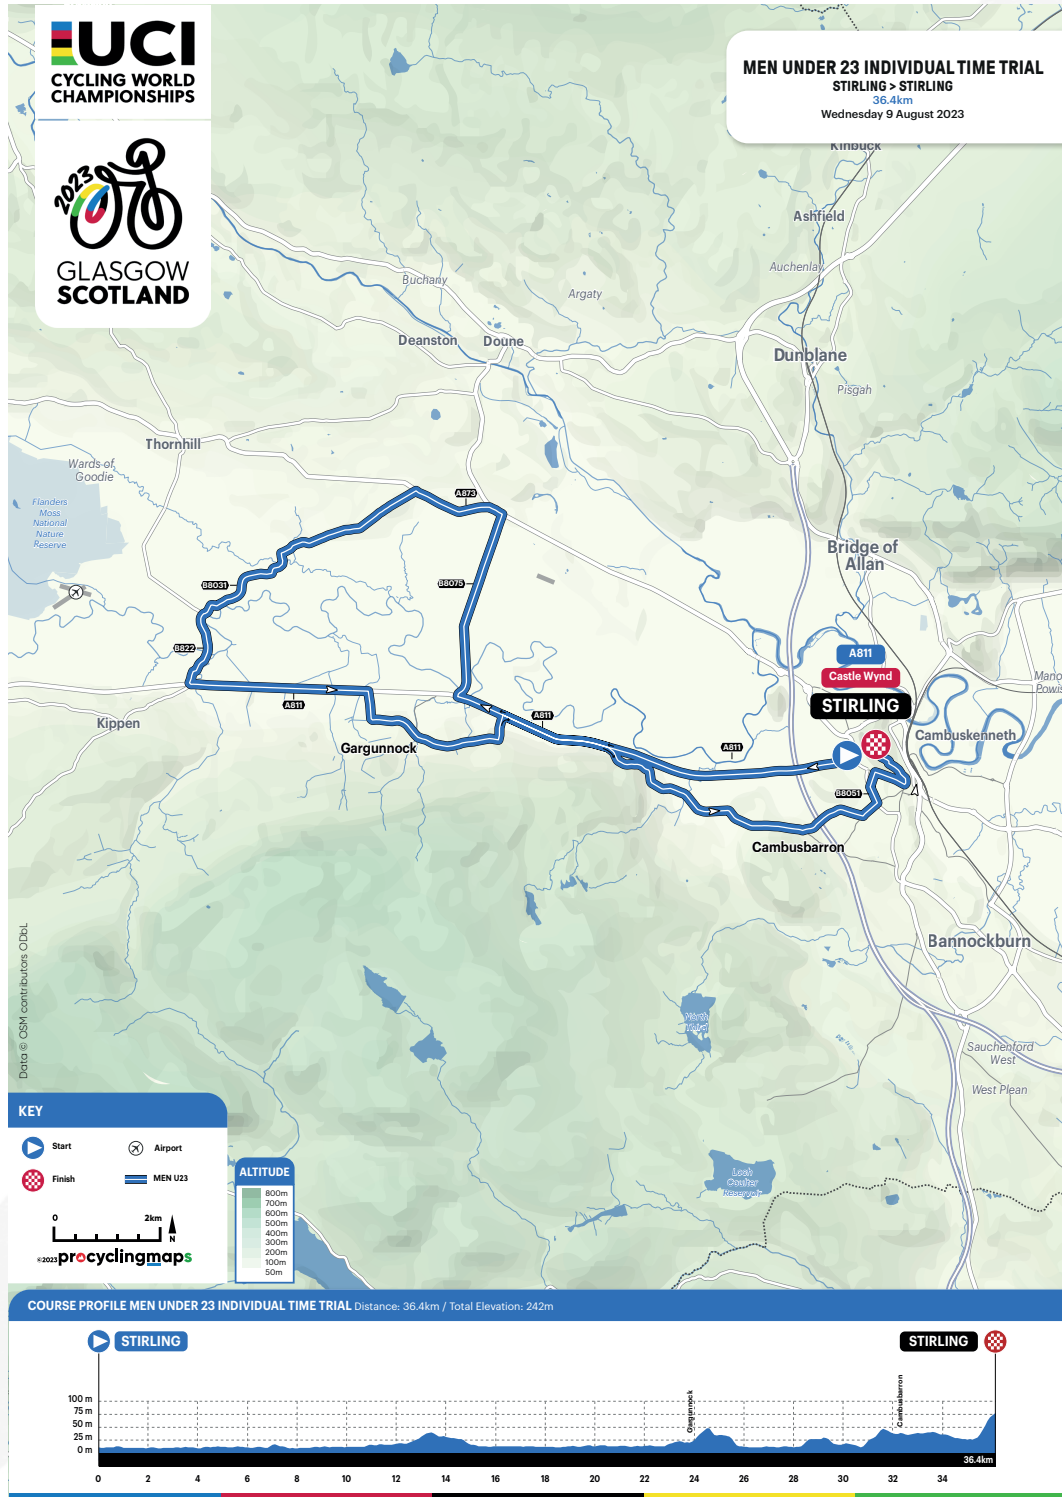 UCI
CYCLING WORLD
CHAMPIONSHIPS
2023
GLASGOW
SCOTLAND
MEN UNDER 23 INDIVIDUAL TIME TRIAL
STIRLING > STIRLING
36.4km
Wednesday 9 August 2023
Kinbuck
Ashfield
Auchenlay
Buchany
Argaty
Deanston
Doune
Dunblane
Pisgah
Thornhill
Wards of
Goodie
Flanders
Moss
National
Nature
Reserve
A873
Bridge of
Allan
B8031
B8075
B822
A811
Castle Wynd
STIRLING
Manor
Powis
A811
A811
A811
Kippen
Gargunnock
Cambuskenneth
B8051
Cambusbarron
Bannockburn
North
Third
Sauchenford
West
West Plean
Loch
Coulter
Reservoir
Data © OSM contributors ODbL
KEY
Start
Airport
Finish
MEN U23
0 2km
N
©2023 procyclingmaps
ALTITUDE
800m
700m
600m
500m
400m
300m
200m
100m
50m
COURSE PROFILE MEN UNDER 23 INDIVIDUAL TIME TRIAL Distance: 36.4km / Total Elevation: 242m
STIRLING
STIRLING
Gargunnock
Cambusbarron
100 m
75 m
50 m
25 m
0 m
36.4km
0 2 4 6 8 10 12 14 16 18 20 22 24 26 28 30 32 34